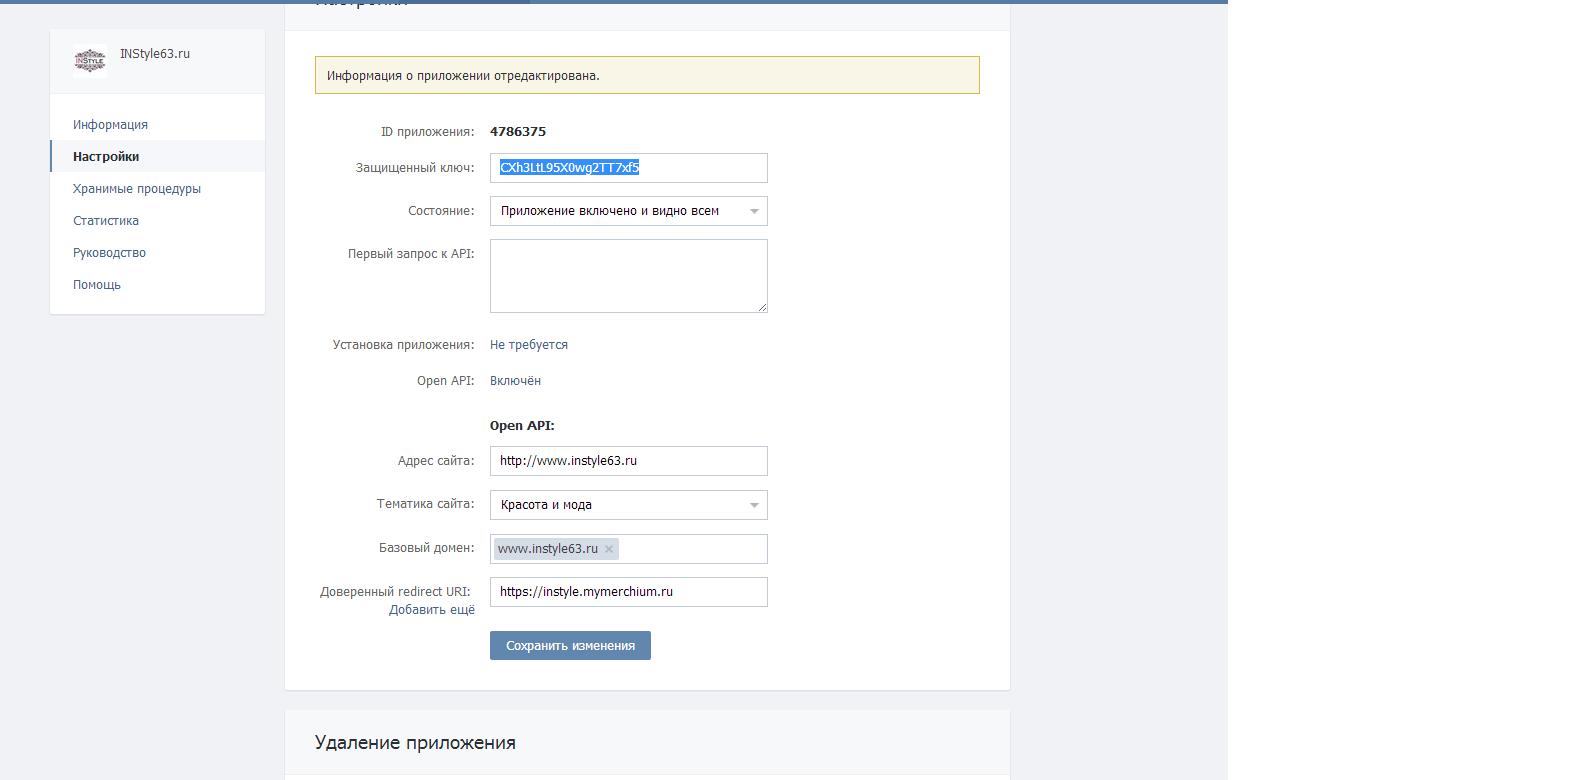 Настройки
INSTYLE
INStyle63.ru
Информация
Настройки
Хранимые процедуры
Статистика
Руководство
Помощь
Информация о приложении отредактирована.
ID приложения: 4786375
Защищенный ключ: CXh3LtL95X0wg2TT7xf5
Состояние: Приложение включено и видно всем
Первый запрос к API:
Установка приложения: Не требуется
Open API: Включён
Open API:
Адрес сайта: http://www.instyle63.ru
Тематика сайта: Красота и мода
Базовый домен: www.instyle63.ru ×
Доверенный redirect URI: https://instyle.mymerchium.ru
Добавить ещё
Сохранить изменения
Удаление приложения